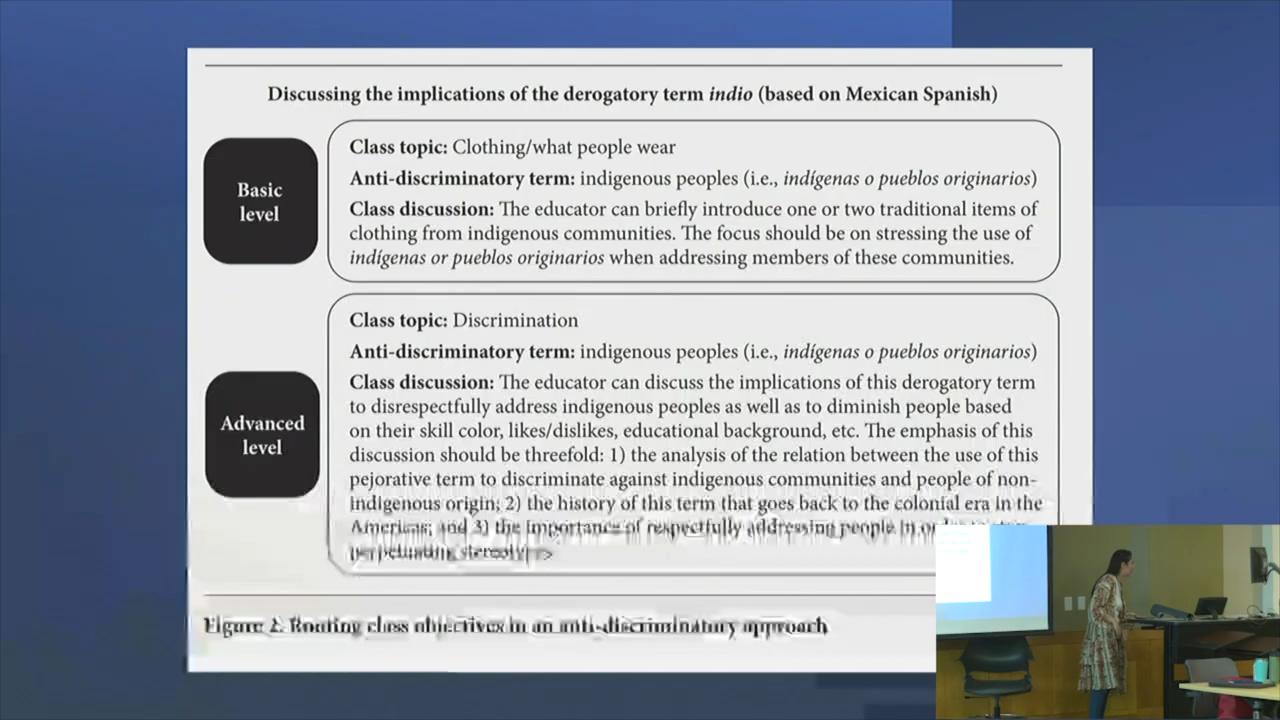 Discussing the implications of the derogatory term indio (based on Mexican Spanish)
Basic
level
Class topic: Clothing/what people wear
Anti-discriminatory term: indigenous peoples (i.e., indígenas o pueblos originarios)
Class discussion: The educator can briefly introduce one or two traditional items of
clothing from indigenous communities. The focus should be on stressing the use of
indígenas or pueblos originarios when addressing members of these communities.
Advanced
level
Class topic: Discrimination
Anti-discriminatory term: indigenous peoples (i.e., indígenas o pueblos originarios)
Class discussion: The educator can discuss the implications of this derogatory term
to disrespectfully address indigenous peoples as well as to diminish people based
on their skill color, likes/dislikes, educational background, etc. The emphasis of this
discussion should be threefold: 1) the analysis of the relation between the use of this
pejorative term to discriminate against indigenous communities and people of non-
indigenous origin; 2) the history of this term that goes back to the colonial era in the
Americas; and 3) the importance of respectfully addressing people in
perpetuating
Figure 2. Routing class objectives in an anti-discriminatory approach